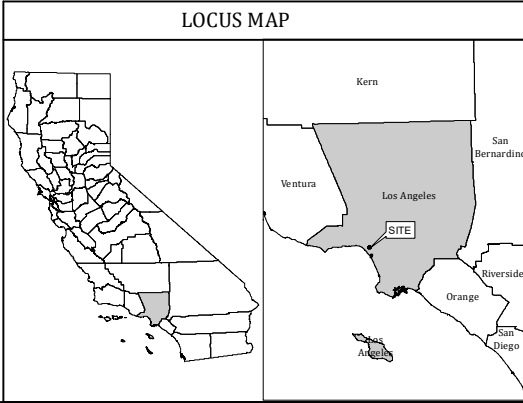 LOCUS MAP
Kern
San
Bernardino
Ventura
Los Angeles
SITE
Riverside
Orange
San
Diego
Los
Angeles